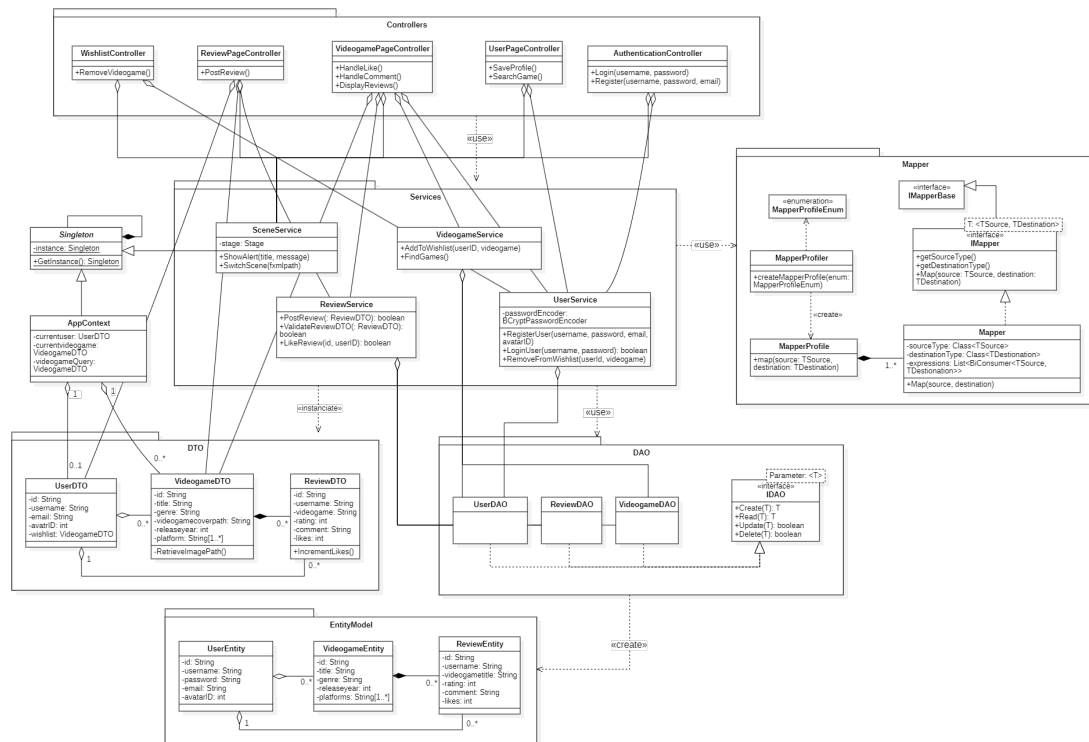 Controllers
WishlistController
+RemoveVideogame()
ReviewPageController
+PostReview()
VideogamePageController
+HandleLike()
+HandleComment()
+DisplayReviews()
UserPageController
+SaveProfile()
+SearchGame()
AuthenticationController
+Login(username, password)
+Register(username, password, email)
«use»
Services
SceneService
-stage: Stage
+ShowAlert(title, message)
+SwitchScene(fxmlpath)
VideogameService
+AddToWishlist(userID, videogame)
+FindGames()
ReviewService
+PostReview(: ReviewDTO): boolean
+ValidateReviewDTO(: ReviewDTO):
boolean
+LikeReview(id, userID): boolean
UserService
-passwordEncoder:
BCryptPasswordEncoder
+RegisterUser(username, password, email,
avatarID)
+LoginUser(username, password): boolean
+RemoveFromWishlist(userId, videogame)
Singleton
-instance: Singleton
+GetInstance(): Singleton
AppContext
-currentuser: UserDTO
-currentvideogame:
VideogameDTO
-videogameQuery:
VideogameDTO
1
1
0..1
0..*
«use»
Mapper
«interface»
IMapperBase
«enumeration»
MapperProfileEnum
T: <TSource, TDestination>
«interface»
IMapper
+getSourceType()
+getDestinationType()
+Map(source: TSource, destination:
TDestination)
MapperProfiler
+createMapperProfile(enum:
MapperProfileEnum)
«create»
MapperProfile
+map(source: TSource,
destination: TDestination)
1..*
Mapper
-sourceType: Class<TSource>
-destinationType: Class<TDestionation>
-expressions: List<BiConsumer<TSource,
TDestionation>>
+Map(source, destination)
«instanciate»
«use»
DTO
UserDTO
-id: String
-username: String
-email: String
-avatrID: int
-wishlist: VideogameDTO
0..*
VideogameDTO
-id: String
-title: String
-genre: String
-videogamecoverpath: String
-releaseyear: int
-platform: String[1..*]
-RetrieveImagePath()
0..*
ReviewDTO
-id: String
-username: String
-videogame: String
-rating: int
-comment: String
-likes: int
+IncrementLikes()
1
0..*
DAO
UserDAO
ReviewDAO
VideogameDAO
Parameter: <T>
«interface»
IDAO
+Create(T): T
+Read(T): T
+Update(T): boolean
+Delete(T): boolean
«create»
EntityModel
UserEntity
-id: String
-username: String
-password: String
-email: String
-avatarID: int
0..*
VideogameEntity
-id: String
-title: String
-genre: String
-releaseyear: int
-platforms: String[1..*]
0..*
ReviewEntity
-id: String
-username: String
-videogametitle: String
-rating: int
-comment: String
-likes: int
1
0..*